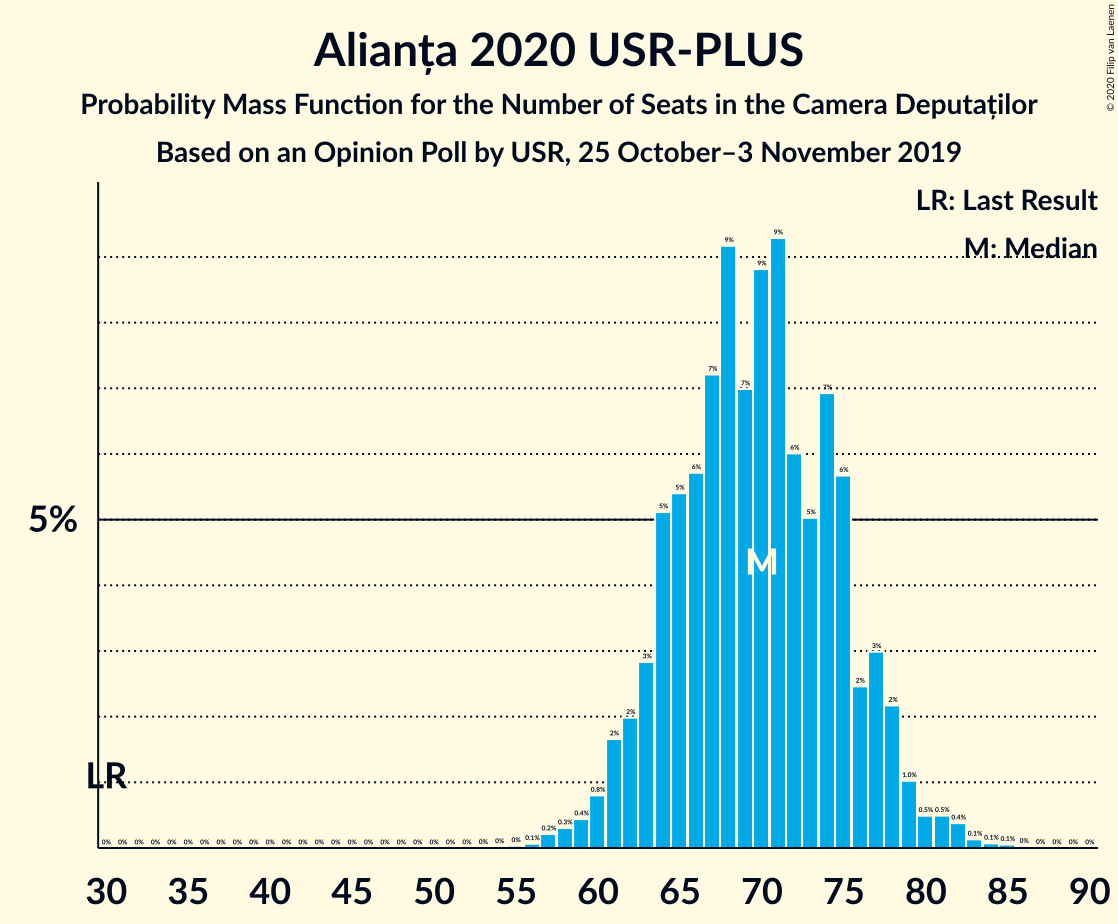 Alianța 2020 USR-PLUS
Probability Mass Function for the Number of Seats in the Camera Deputaților
Based on an Opinion Poll by USR, 25 October–3 November 2019
© 2020 Filip van Laenen
LR: Last Result
M: Median
5%
LR
M
0% 0% 0% 0% 0% 0% 0% 0% 0% 0% 0% 0% 0% 0% 0% 0% 0% 0% 0% 0% 0% 0% 0% 0% 0% 0% 0.1% 0.2% 0.3% 0.4% 0.8% 2% 2% 3% 5% 5% 6% 7% 9% 7% 9% 9% 6% 5% 7% 6% 2% 3% 2% 1.0% 0.5% 0.5% 0.4% 0.1% 0.1% 0.1% 0% 0% 0% 0% 0%
30 35 40 45 50 55 60 65 70 75 80 85 90